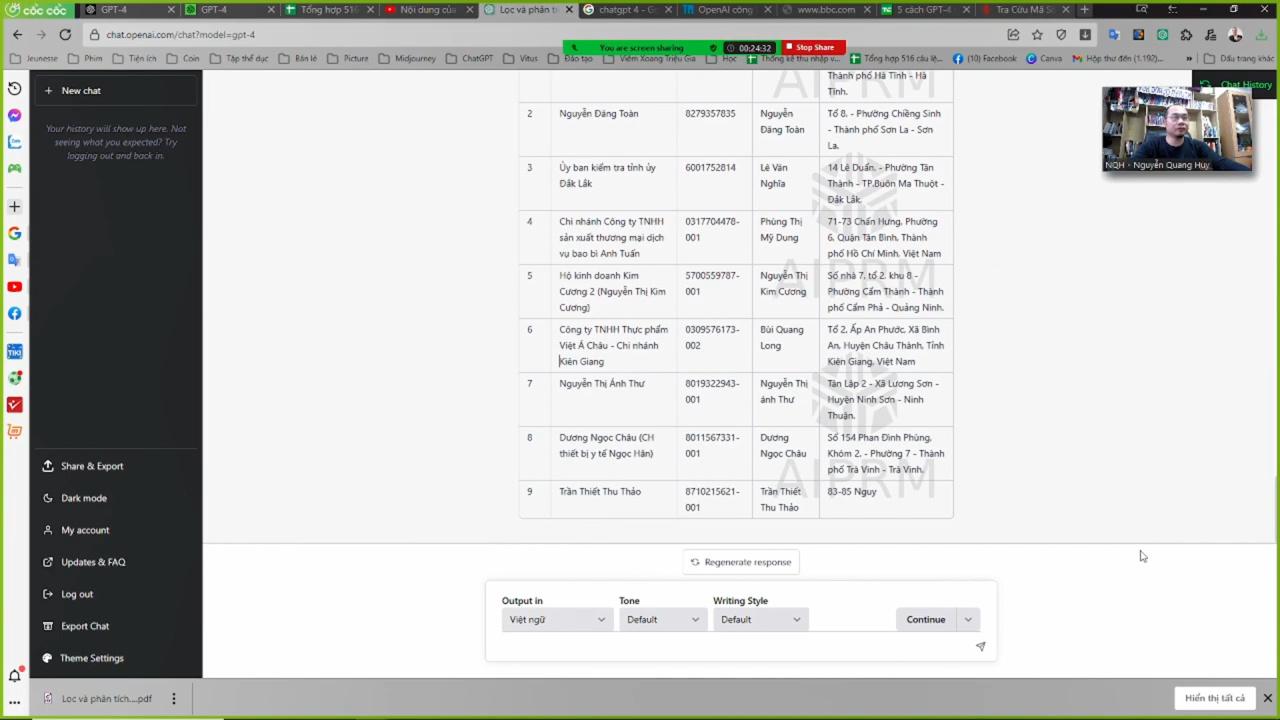 cốc cốc
GPT-4
GPT-4
Tổng hợp 516
Nội dung của
Lọc và phân tích
chatgpt 4 - G
OpenAI công
www.bbc.com
5 cách GPT-4
Tra Cứu Mã S
chat.openai.com/chat?model=gpt-4
You are screen sharing
00:24:32
Stop Share
Jeunesse
Phim
Tiện ích
Coin
Tập thể dục
Bán lẻ
Picture
Midjourney
ChatGPT
Vitus
Đào tạo
Viêm Xoang Triệu Gia
Học
Thống kê thu nhập v...
Tổng hợp 516 câu lệ...
(10) Facebook
Canva
Hộp thư đến (1.192)...
Dấu trang khác
New chat
Your history will show up here. Not
seeing what you expected? Try
logging out and back in.
Chat History
NQH - Nguyễn Quang Huy
Thành phố Hà Tĩnh - Hà
Tĩnh.
2
Nguyễn Đăng Toàn
8279357835
Nguyễn
Đăng Toàn
Tổ 8, - Phường Chiềng Sinh
- Thành phố Sơn La - Sơn
La.
3
Ủy ban kiểm tra tỉnh ủy
Đắk Lắk
6001752814
Lê Văn
Nghĩa
14 Lê Duẩn, - Phường Tân
Thành - TP.Buôn Ma Thuột -
Đắk Lắk.
4
Chi nhánh Công ty TNHH
sản xuất thương mại dịch
vụ bao bì Anh Tuấn
0317704478-
001
Phùng Thị
Mỹ Dung
71-73 Chấn Hưng, Phường
6, Quận Tân Bình, Thành
phố Hồ Chí Minh, Việt Nam
5
Hộ kinh doanh Kim
Cương 2 (Nguyễn Thị Kim
Cương)
5700559787-
001
Nguyễn Thị
Kim Cương
Số nhà 7, tổ 2, khu 8 -
Phường Cẩm Thành - Thành
phố Cẩm Phả - Quảng Ninh.
6
Công ty TNHH Thực phẩm
Việt Á Châu - Chi nhánh
Kiên Giang
0309576173-
002
Bùi Quang
Long
Tổ 2, Ấp An Phước, Xã Bình
An, Huyện Châu Thành, Tỉnh
Kiên Giang, Việt Nam
7
Nguyễn Thị Ánh Thư
8019322943-
001
Nguyễn Thị
ánh Thư
Tân Lập 2 - Xã Lương Sơn -
Huyện Ninh Sơn - Ninh
Thuận.
8
Dương Ngọc Châu (CH
thiết bị y tế Ngọc Hân)
8011567331-
001
Dương
Ngọc Châu
Số 154 Phan Đình Phùng,
Khóm 2, - Phường 7 - Thành
phố Trà Vinh - Trà Vinh.
9
Trần Thiết Thu Thảo
8710215621-
001
Trần Thiết
Thu Thảo
83-85 Nguy
AIPRM
AIPRM
AIPRM
Share & Export
Dark mode
My account
Updates & FAQ
Log out
Export Chat
Theme Settings
Regenerate response
Output in
Tone
Writing Style
Việt ngữ
Default
Default
Continue
Lọc và phân tích....pdf
Hiển thị tất cả